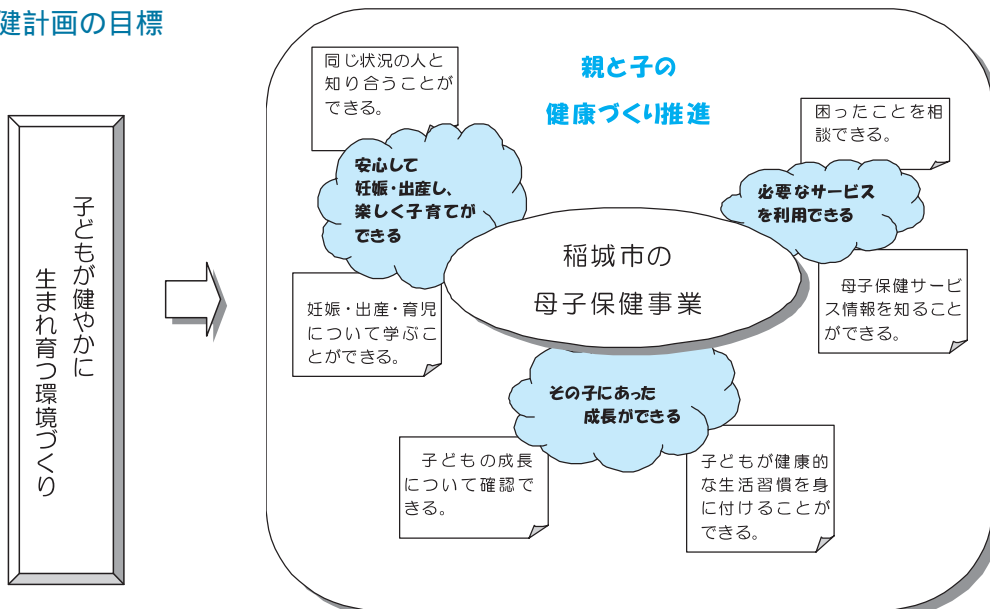 健計画の目標
子どもが健やかに
生まれ育つ環境づくり
親と子の
健康づくり推進
同じ状況の人と
知り合うことが
できる。
安心して
妊娠・出産し、
楽しく子育てが
できる
妊娠・出産・育児
について学ぶこ
とができる。
稲城市の
母子保健事業
困ったことを相
談できる。
必要なサービス
を利用できる
母子保健サービ
ス情報を知ること
ができる。
その子にあった
成長ができる
子どもの成長
について確認で
きる。
子どもが健康的
な生活習慣を身
に付けることが
できる。